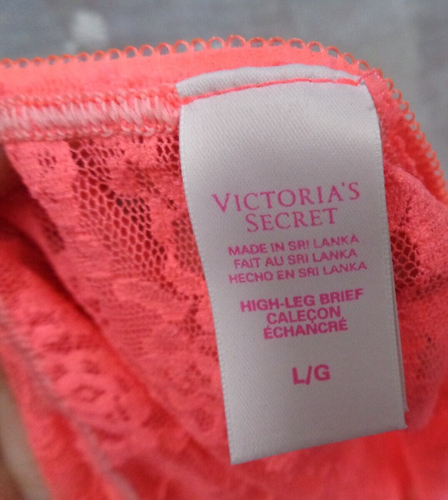 VICTORIA'S
SECRET
MADE IN SRI LANKA
FAIT AU SRI LANKA
HECHO EN SRI LANKA
HIGH-LEG BRIEF
CALEÇON
ÉCHANCRÉ
L/G